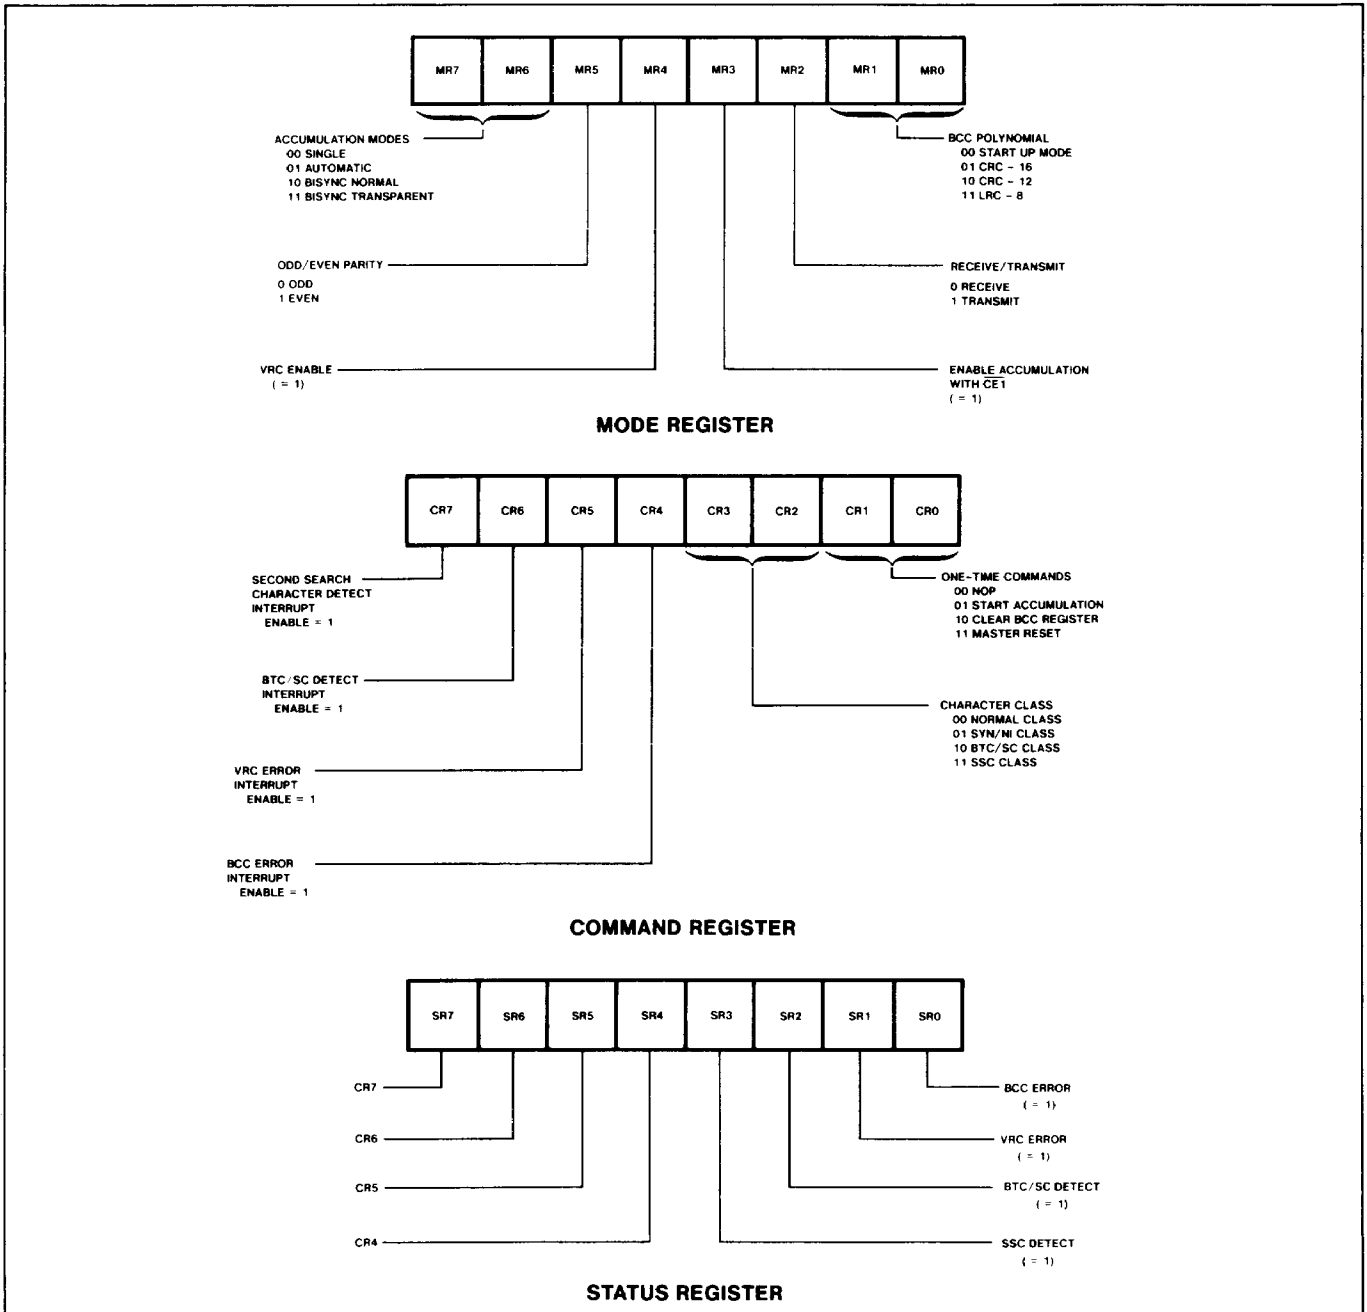 MR7 MR6 MR5 MR4 MR3 MR2 MR1 MR0
ACCUMULATION MODES
00 SINGLE
01 AUTOMATIC
10 BISYNC NORMAL
11 BISYNC TRANSPARENT
BCC POLYNOMIAL
00 START UP MODE
01 CRC – 16
10 CRC – 12
11 LRC – 8
ODD/EVEN PARITY
0 ODD
1 EVEN
RECEIVE/TRANSMIT
0 RECEIVE
1 TRANSMIT
VRC ENABLE
( = 1)
ENABLE ACCUMULATION
WITH C̅E̅1̅
( = 1)
MODE REGISTER
CR7 CR6 CR5 CR4 CR3 CR2 CR1 CR0
SECOND SEARCH
CHARACTER DETECT
INTERRUPT
ENABLE = 1
ONE-TIME COMMANDS
00 NOP
01 START ACCUMULATION
10 CLEAR BCC REGISTER
11 MASTER RESET
BTC/SC DETECT
INTERRUPT
ENABLE = 1
CHARACTER CLASS
00 NORMAL CLASS
01 SYN/NI CLASS
10 BTC/SC CLASS
11 SSC CLASS
VRC ERROR
INTERRUPT
ENABLE = 1
BCC ERROR
INTERRUPT
ENABLE = 1
COMMAND REGISTER
SR7 SR6 SR5 SR4 SR3 SR2 SR1 SR0
CR7
BCC ERROR
( = 1)
CR6
VRC ERROR
( = 1)
CR5
BTC/SC DETECT
( = 1)
CR4
SSC DETECT
( = 1)
STATUS REGISTER